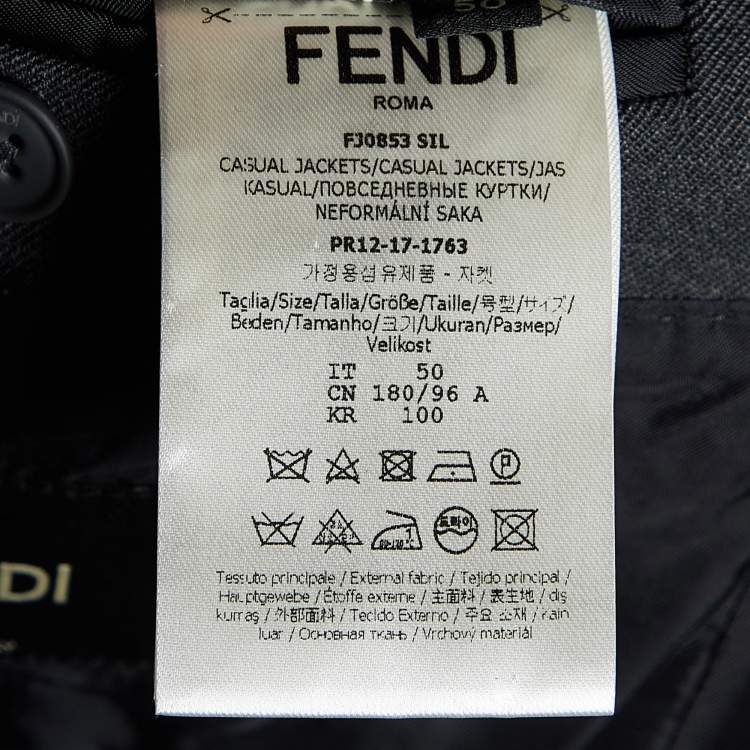 50
FENDI
ROMA
FJ0853 SIL
CASUAL JACKETS/CASUAL JACKETS/JAS
KASUAL/ПОВСЕДНЕВНЫЕ КУРТКИ/
NEFORMÁLNÍ SAKA
PR12-17-1763
가정용섬유제품 - 자켓
Taglia/Size/Talla/Größe/Taille/号型/サイズ/
Beden/Tamanho/크기/Ukuran/Размер/
Velikost
IT 50
CN 180/96 A
KR 100
P
드라이
Tessuto principale / External fabric / Tejido principal /
Hauptgewebe / Étoffe externe / 主面料 / 表生地 / dış
kumaş / 外部面料 / Tecido Externo / 주요 소재 / kain
luar / Основная ткань / Vrchový materiál
NDI